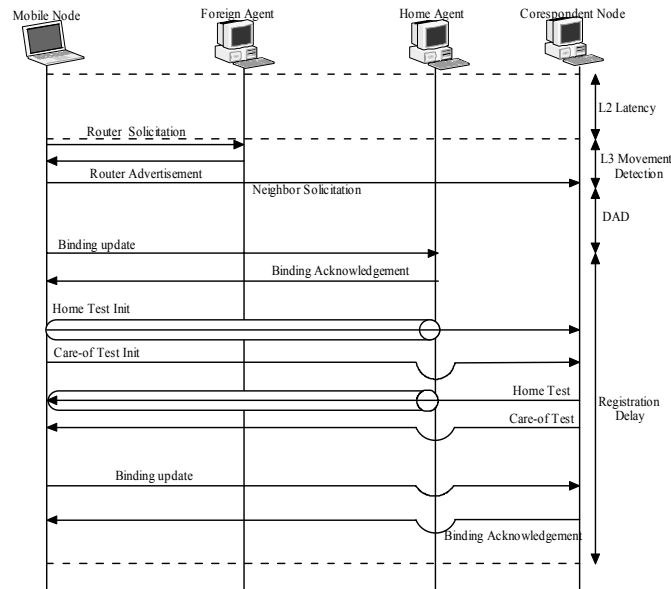 Mobile Node
Foreign Agent
Home Agent
Corespondent Node
L2 Latency
Router Solicitation
L3 Movement
Detection
Router Advertisement
Neighbor Solicitation
DAD
Binding update
Binding Acknowledgement
Home Test Init
Care-of Test Init
Home Test
Registration
Delay
Care-of Test
Binding update
Binding Acknowledgement